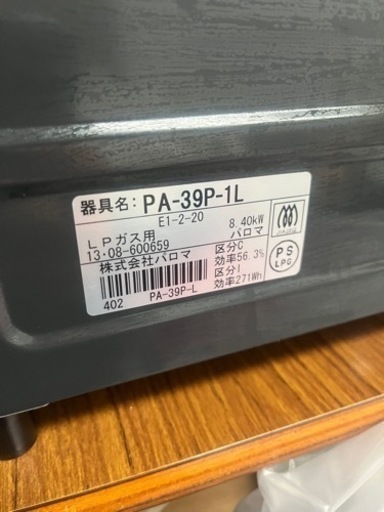 器具名: PA-39P-1L
E1-2-20
8.40kW
LPガス用
パロマ
13・08-600659
区分C
株式会社パロマ
効率56.3%
区分I
効率271Wh
402
PA-39P-L
PS
LPG